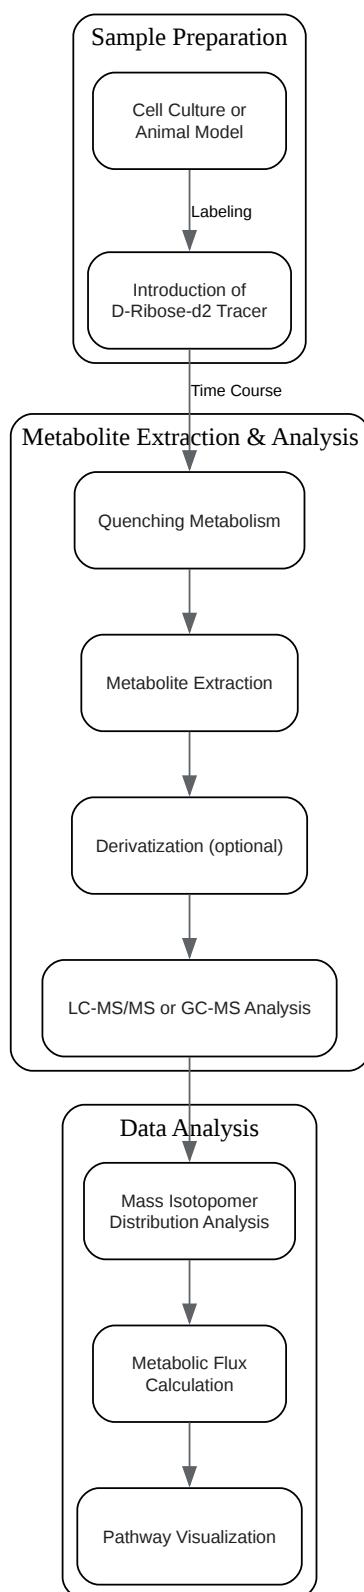 Sample Preparation
Cell Culture or
Animal Model
Labeling
Introduction of
D-Ribose-d2 Tracer
Time Course
Metabolite Extraction & Analysis
Quenching Metabolism
Metabolite Extraction
Derivatization (optional)
LC-MS/MS or GC-MS Analysis
Data Analysis
Mass Isotopomer
Distribution Analysis
Metabolic Flux
Calculation
Pathway Visualization